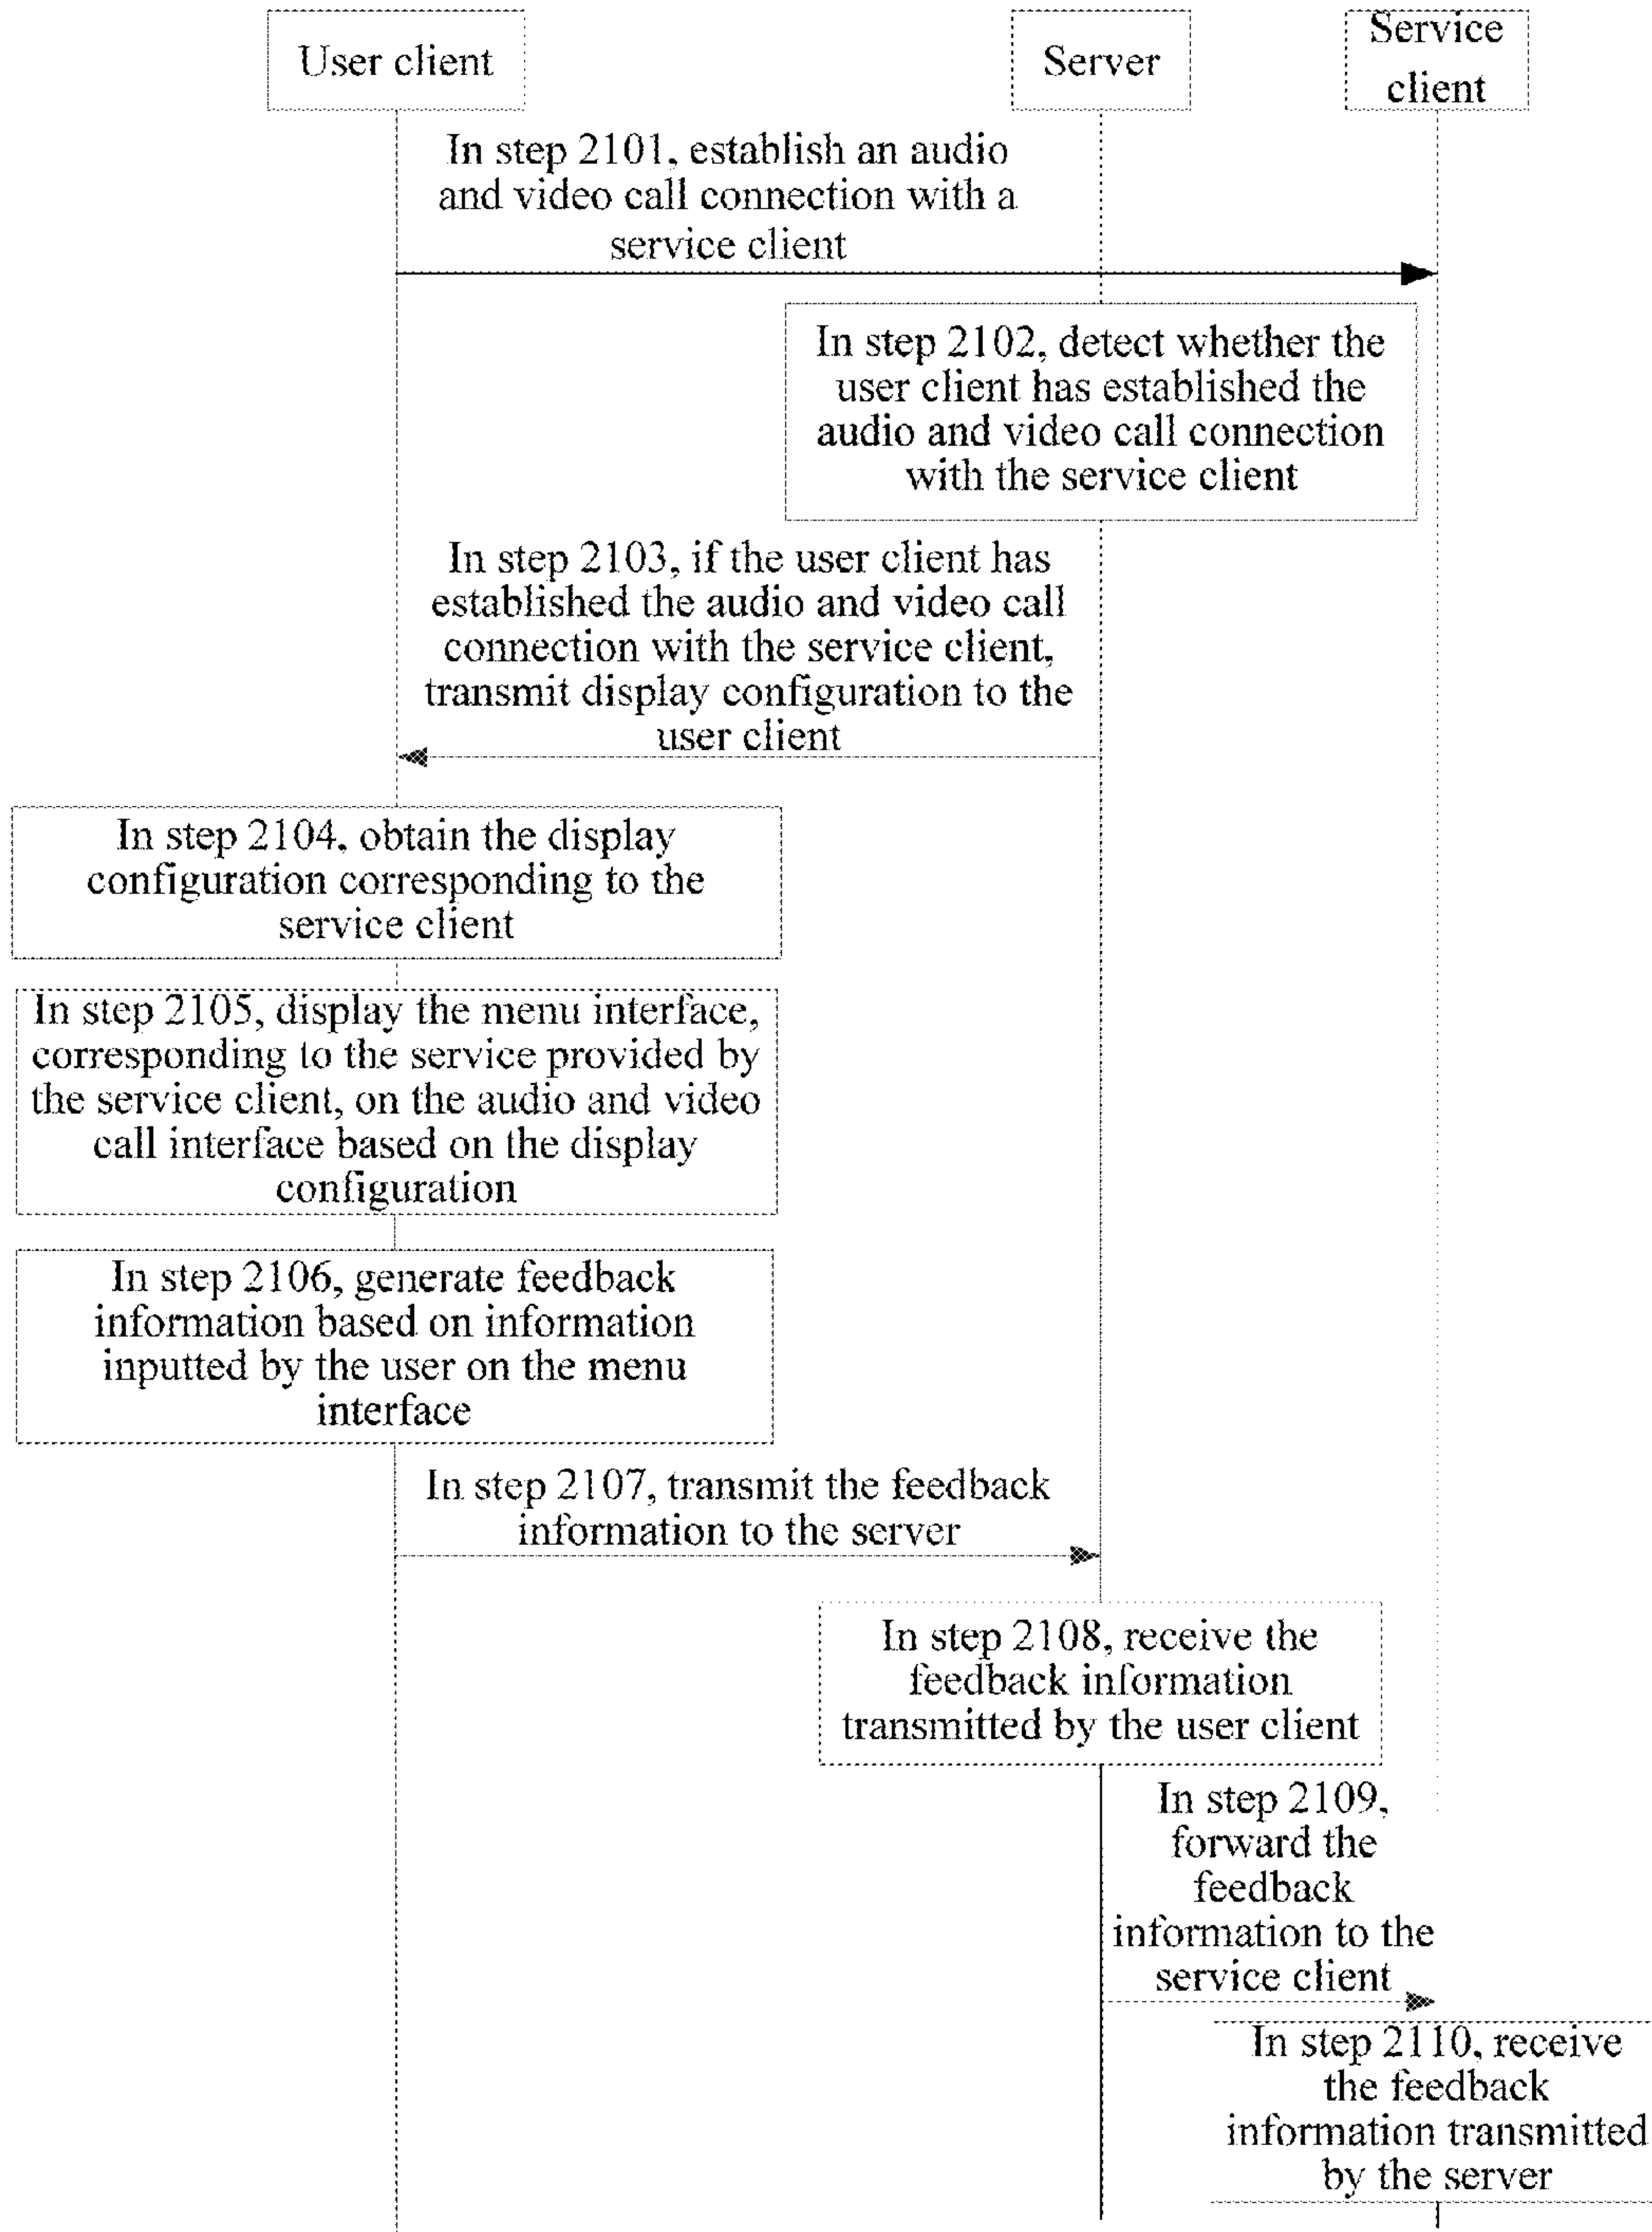 User client
Server
Service
client
In step 2101, establish an audio
and video call connection with a
service client
In step 2102, detect whether the
user client has established the
audio and video call connection
with the service client
In step 2103, if the user client has
established the audio and video call
connection with the service client,
transmit display configuration to the
user client
In step 2104, obtain the display
configuration corresponding to the
service client
In step 2105, display the menu interface,
corresponding to the service provided by
the service client, on the audio and video
call interface based on the display
configuration
In step 2106, generate feedback
information based on information
inputted by the user on the menu
interface
In step 2107, transmit the feedback
information to the server
In step 2108, receive the
feedback information
transmitted by the user client
In step 2109,
forward the
feedback
information to the
service client
In step 2110, receive
the feedback
information transmitted
by the server